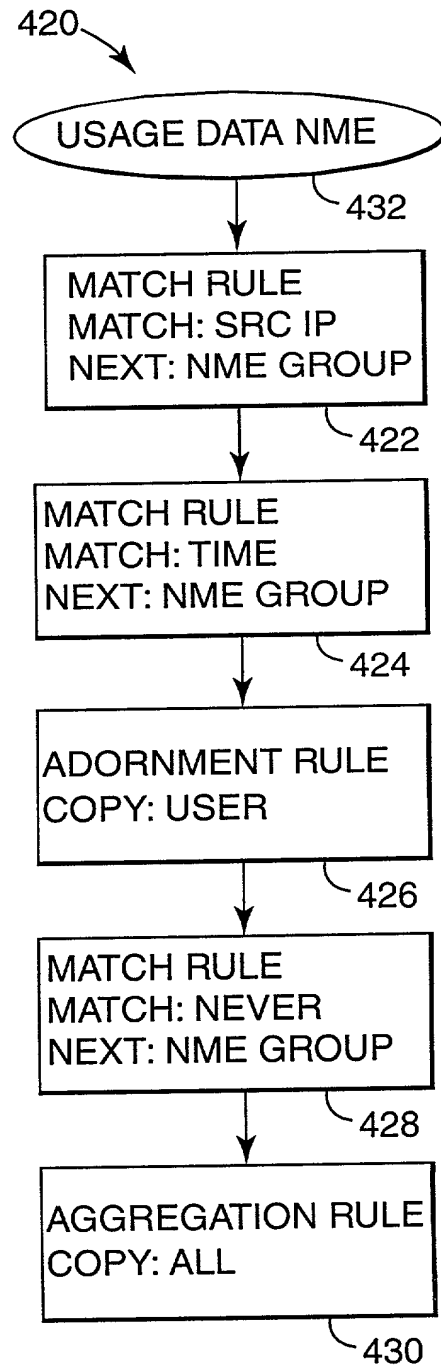 420
USAGE DATA NME
432
MATCH RULE
MATCH: SRC IP
NEXT: NME GROUP
422
MATCH RULE
MATCH: TIME
NEXT: NME GROUP
424
ADORNMENT RULE
COPY: USER
426
MATCH RULE
MATCH: NEVER
NEXT: NME GROUP
428
AGGREGATION RULE
COPY: ALL
430